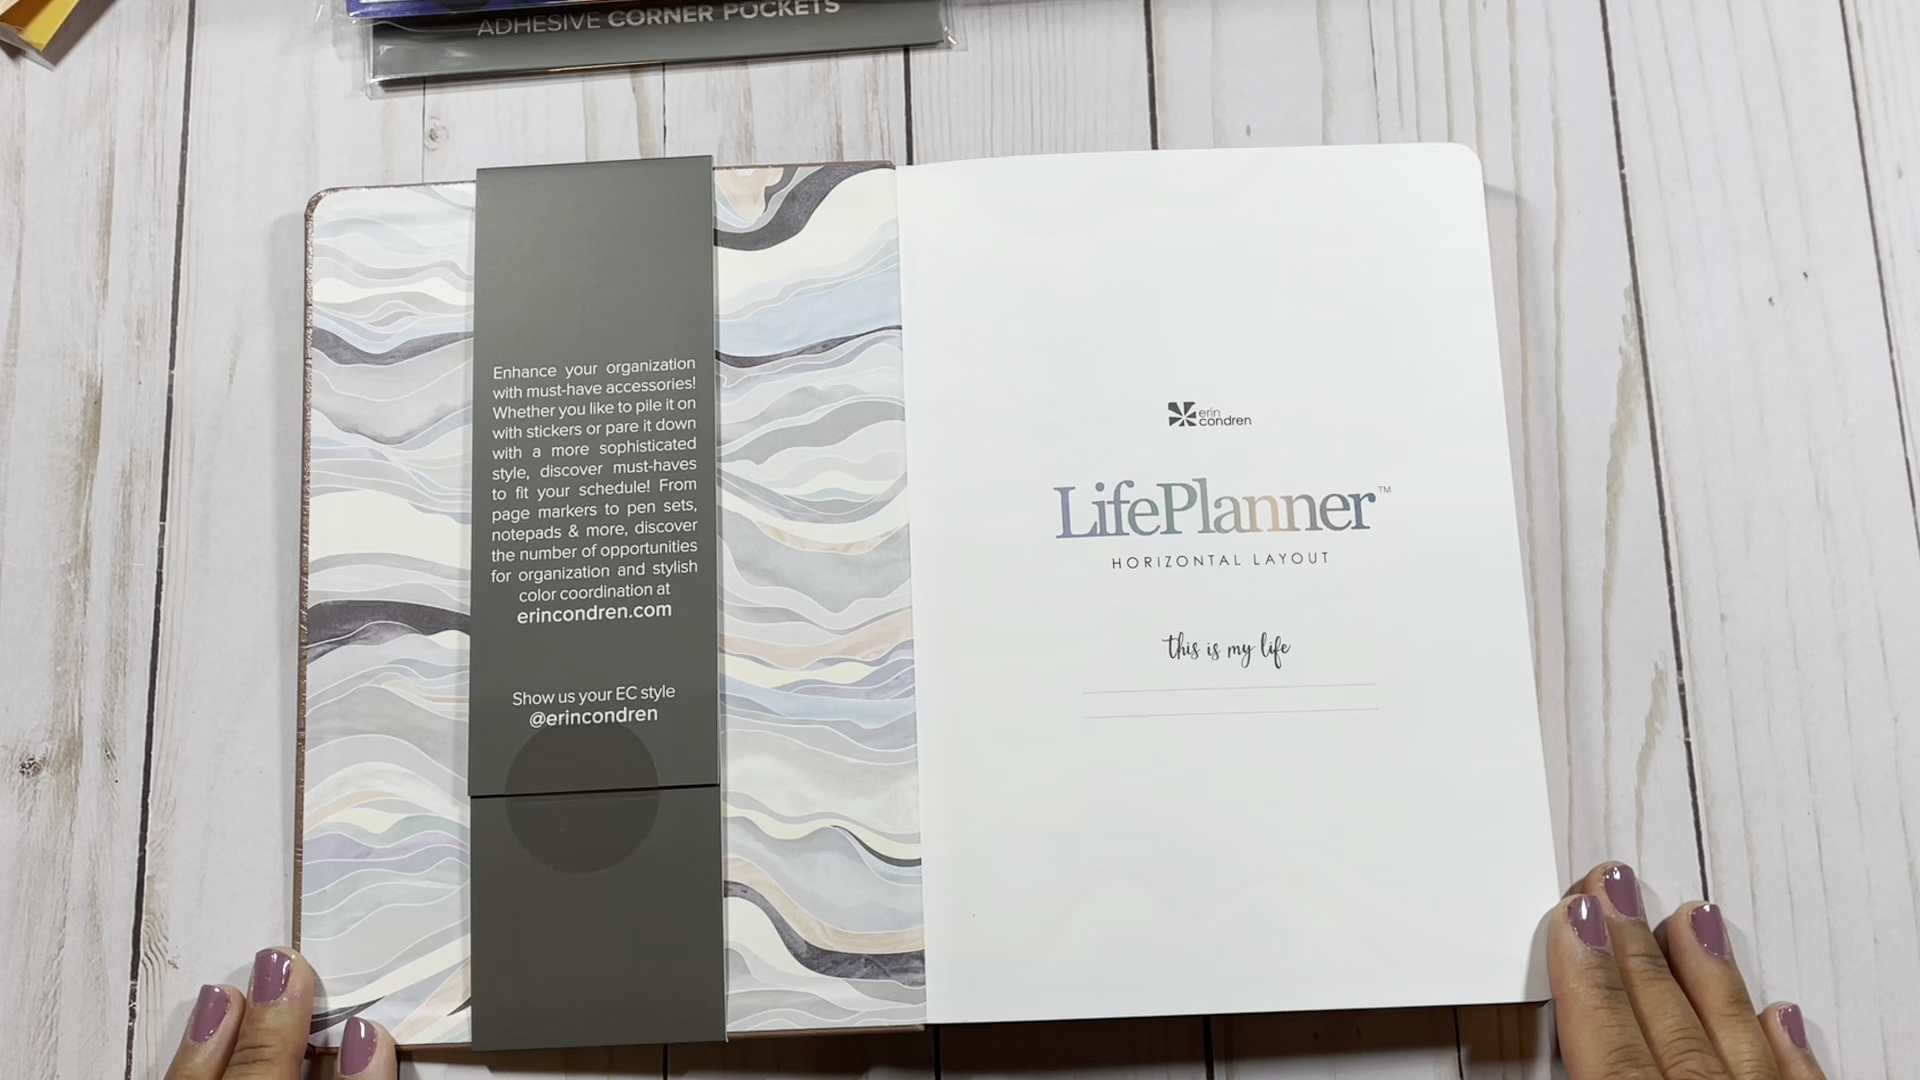 ADHESIVE CORNER POCKETS
Enhance your organization
with must-have accessories!
Whether you like to pile it on
with stickers or pare it down
with a more sophisticated
style, discover must-haves
to fit your schedule! From
page markers to pen sets,
notepads & more, discover
the number of opportunities
for organization and stylish
color coordination at
erincondren.com
Show us your EC style
@erincondren
erin
condren
LifePlanner™
HORIZONTAL LAYOUT
this is my life